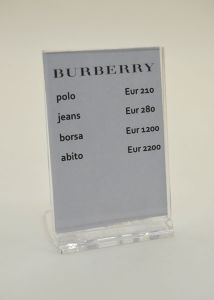 BURBERRY
polo Eur 210
jeans Eur 280
borsa Eur 1200
abito Eur 2200